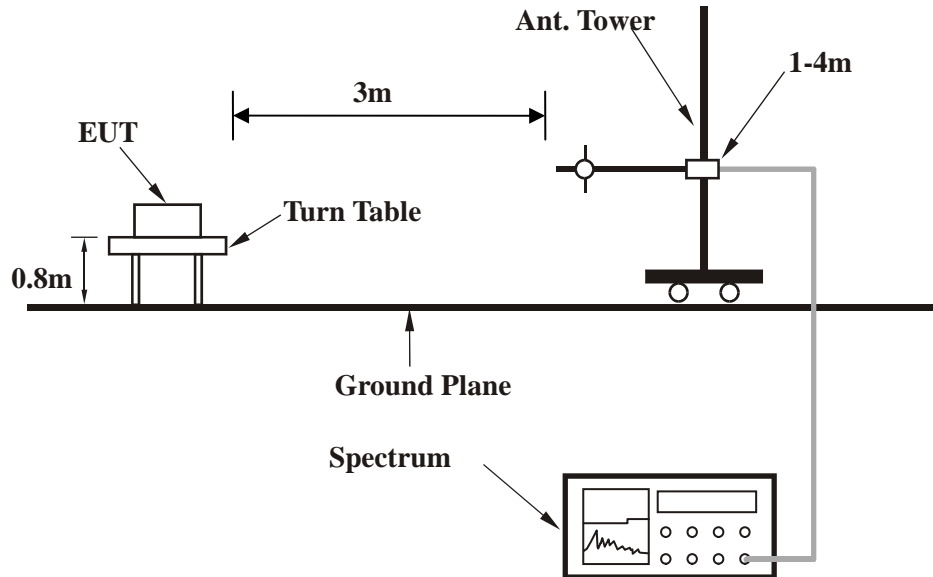 Ant. Tower
1-4m
3m
EUT
Turn Table
0.8m
Ground Plane
Spectrum